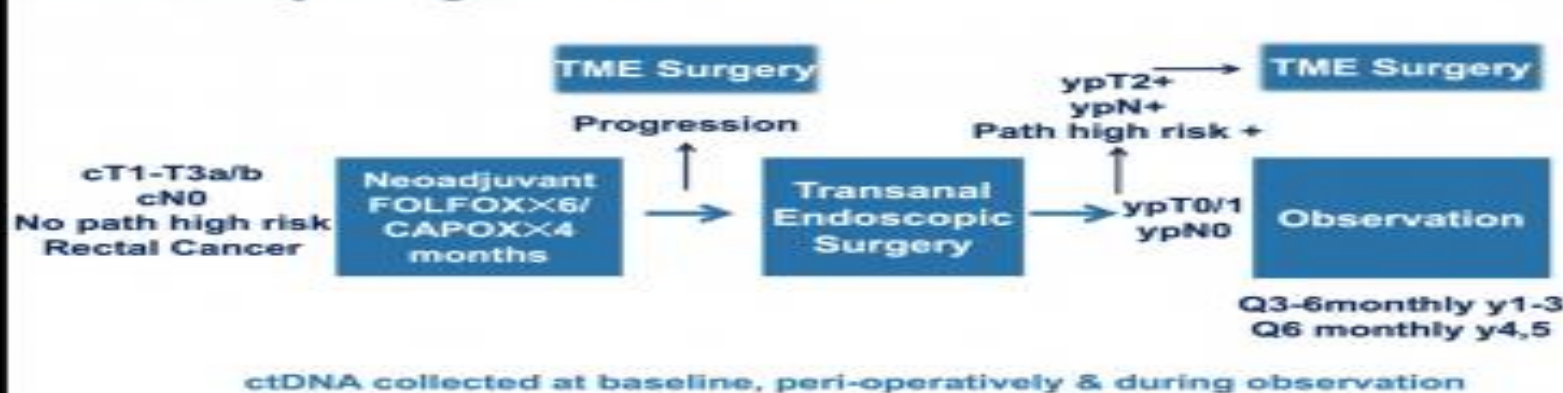 TME Surgery
Progression
cT1-T3a/b
cN0
No path high risk
Rectal Cancer
Neoadjuvant
FOLFOX×6/
CAPOX×4
months
Transanal
Endoscopic
Surgery
ypT2+
ypN+
Path high risk +
TME Surgery
ypT0/1
ypN0
Observation
Q3-6monthly y1-3
Q6 monthly y4,5
ctDNA collected at baseline, peri-operatively & during observation